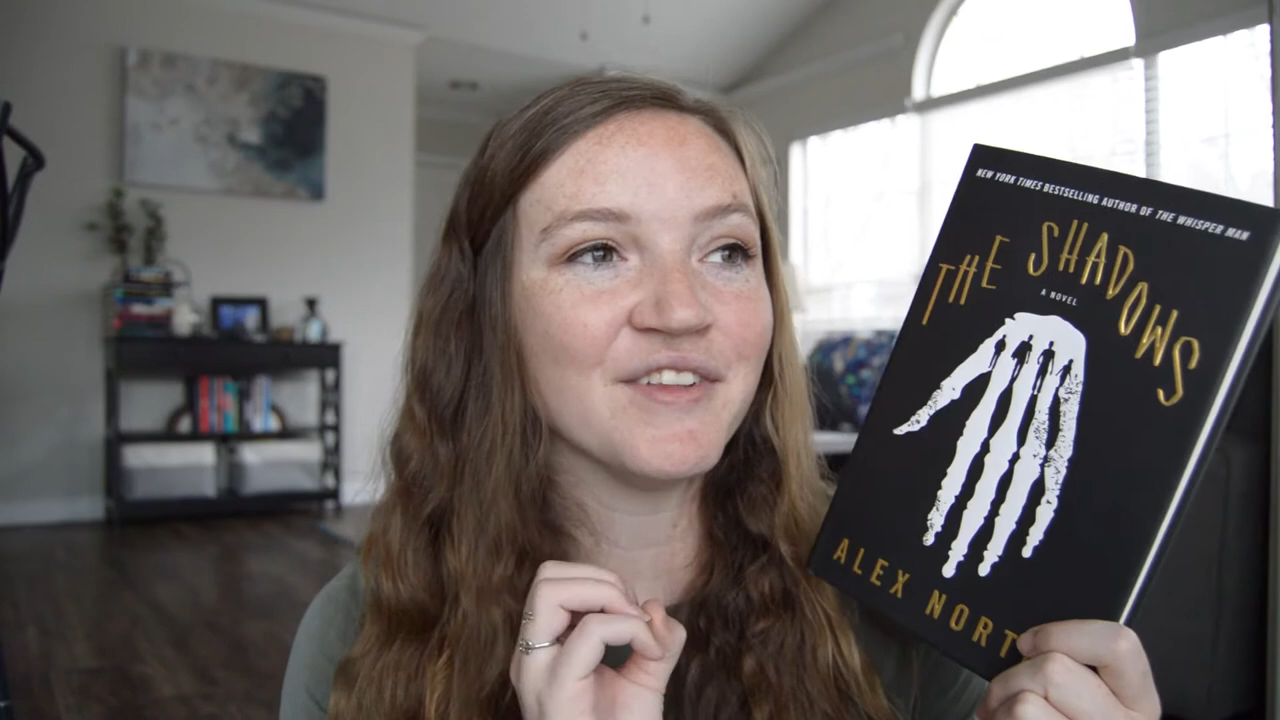 NEW YORK TIMES BESTSELLING AUTHOR OF THE WHISPER MAN
THE SHADOWS
A NOVEL
ALEX NORT